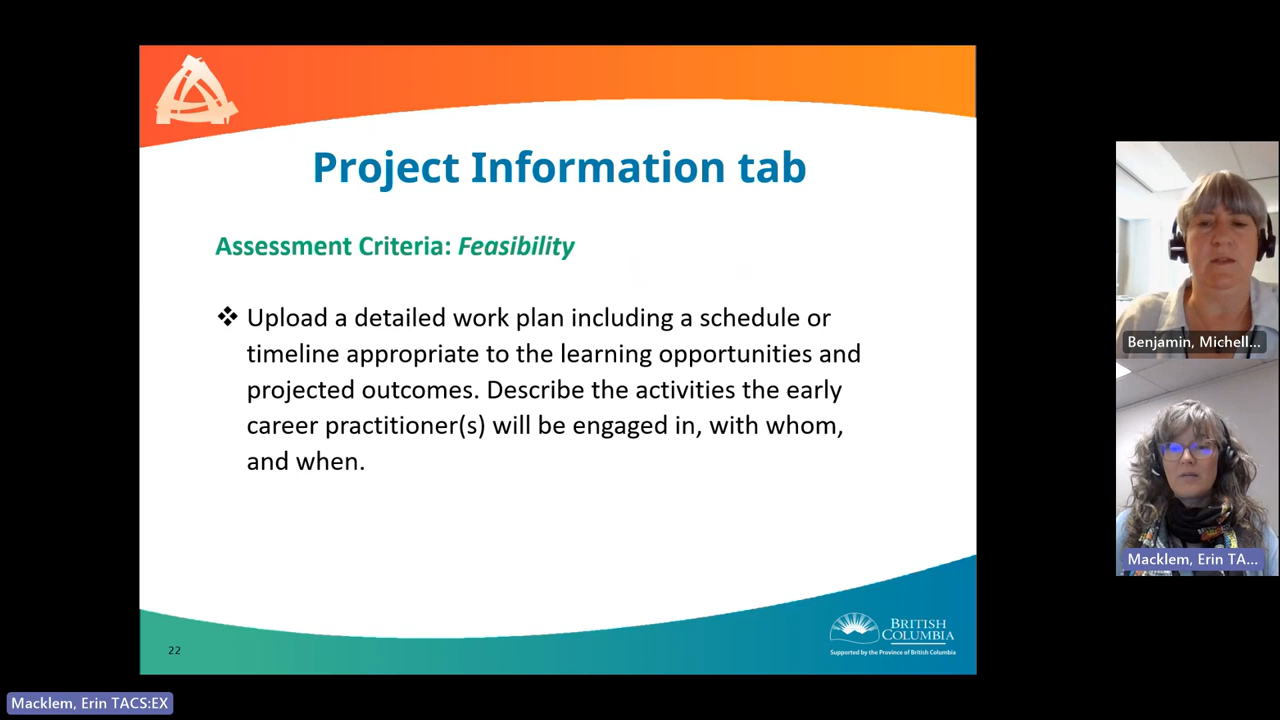 Project Information tab
Assessment Criteria: Feasibility
❖ Upload a detailed work plan including a schedule or
timeline appropriate to the learning opportunities and
projected outcomes. Describe the activities the early
career practitioner(s) will be engaged in, with whom,
and when.
22
BRITISH
COLUMBIA
Supported by the Province of British Columbia
Benjamin, Michell...
Macklem, Erin TA...
Macklem, Erin TACS:EX